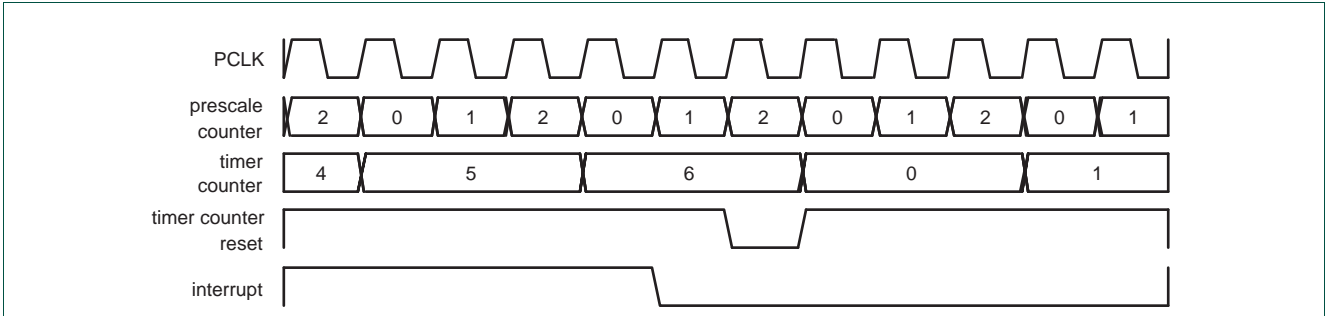 PCLK
prescale
counter
2 0 1 2 0 1 2 0 1 2 0 1
timer
counter
4 5 6 0 1
timer counter
reset
interrupt